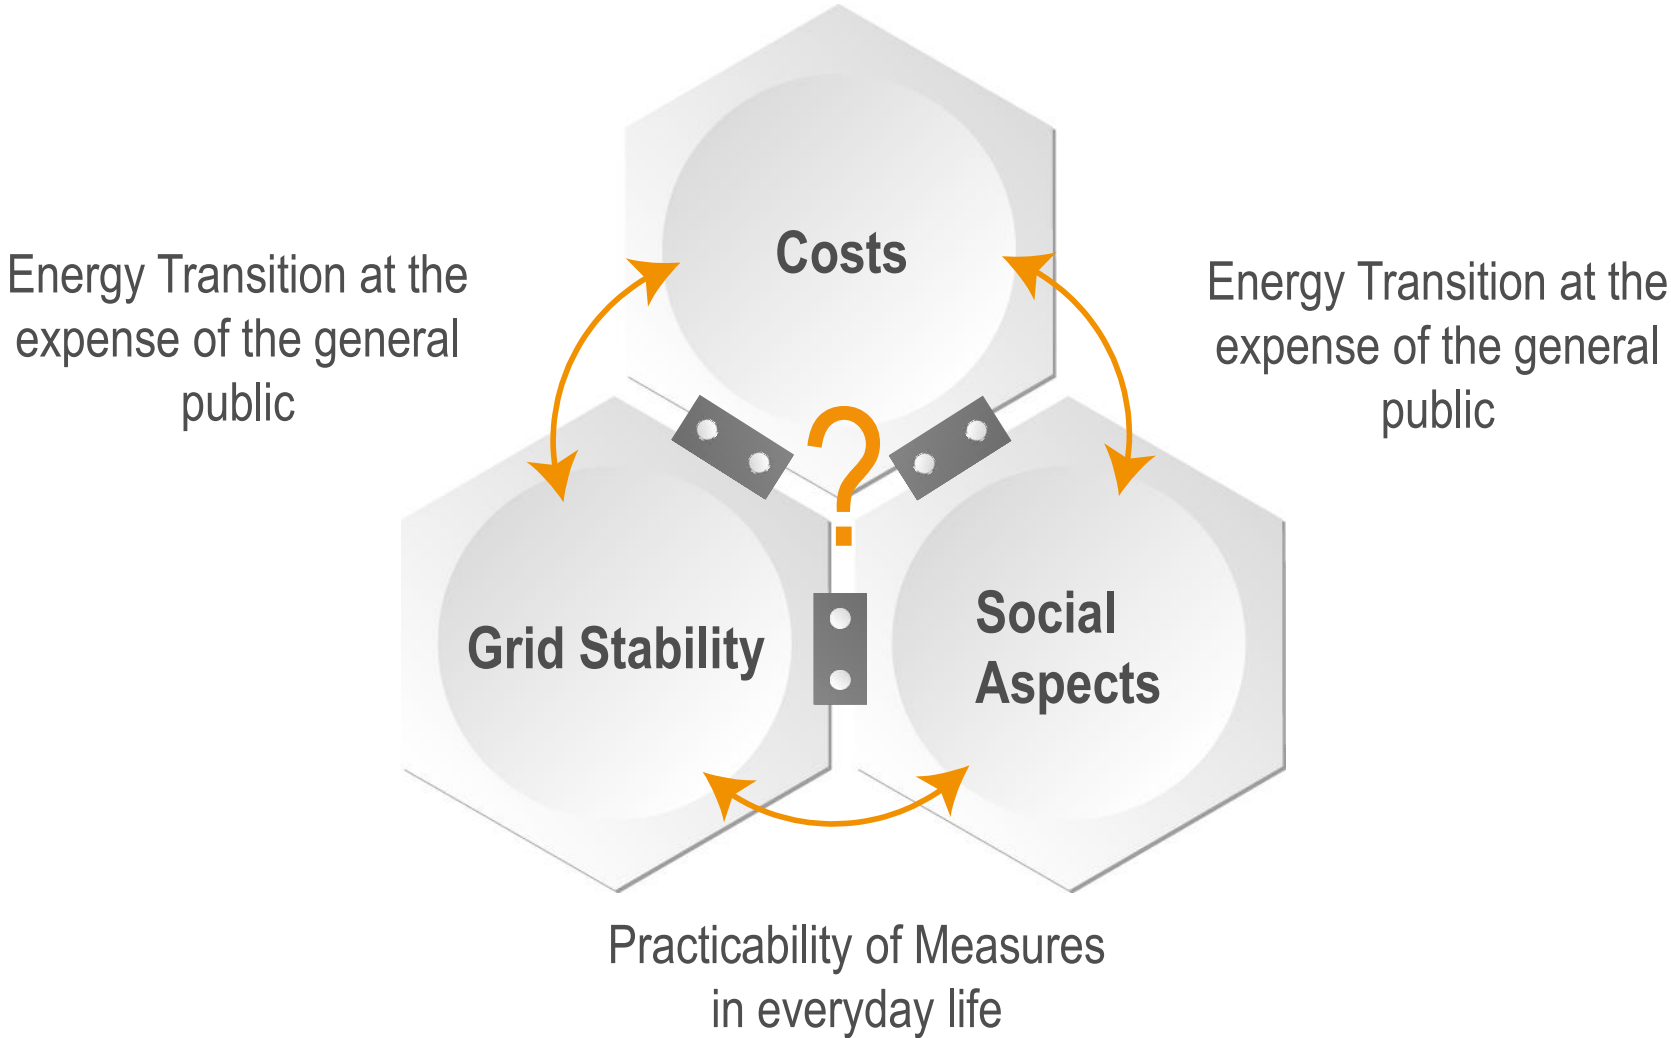 Costs
Energy Transition at the
expense of the general
public
Energy Transition at the
expense of the general
public
?
Grid Stability
Social
Aspects
Practicability of Measures
in everyday life